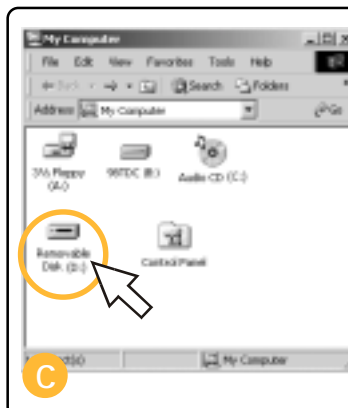 My Computer
File Edit View Favorites Tools Help
Back Search Folders
Address My Computer Go
3½ Floppy (A:)
Audio CD (C:)
Removable
Disk (D:)
Control Panel
C
My Computer